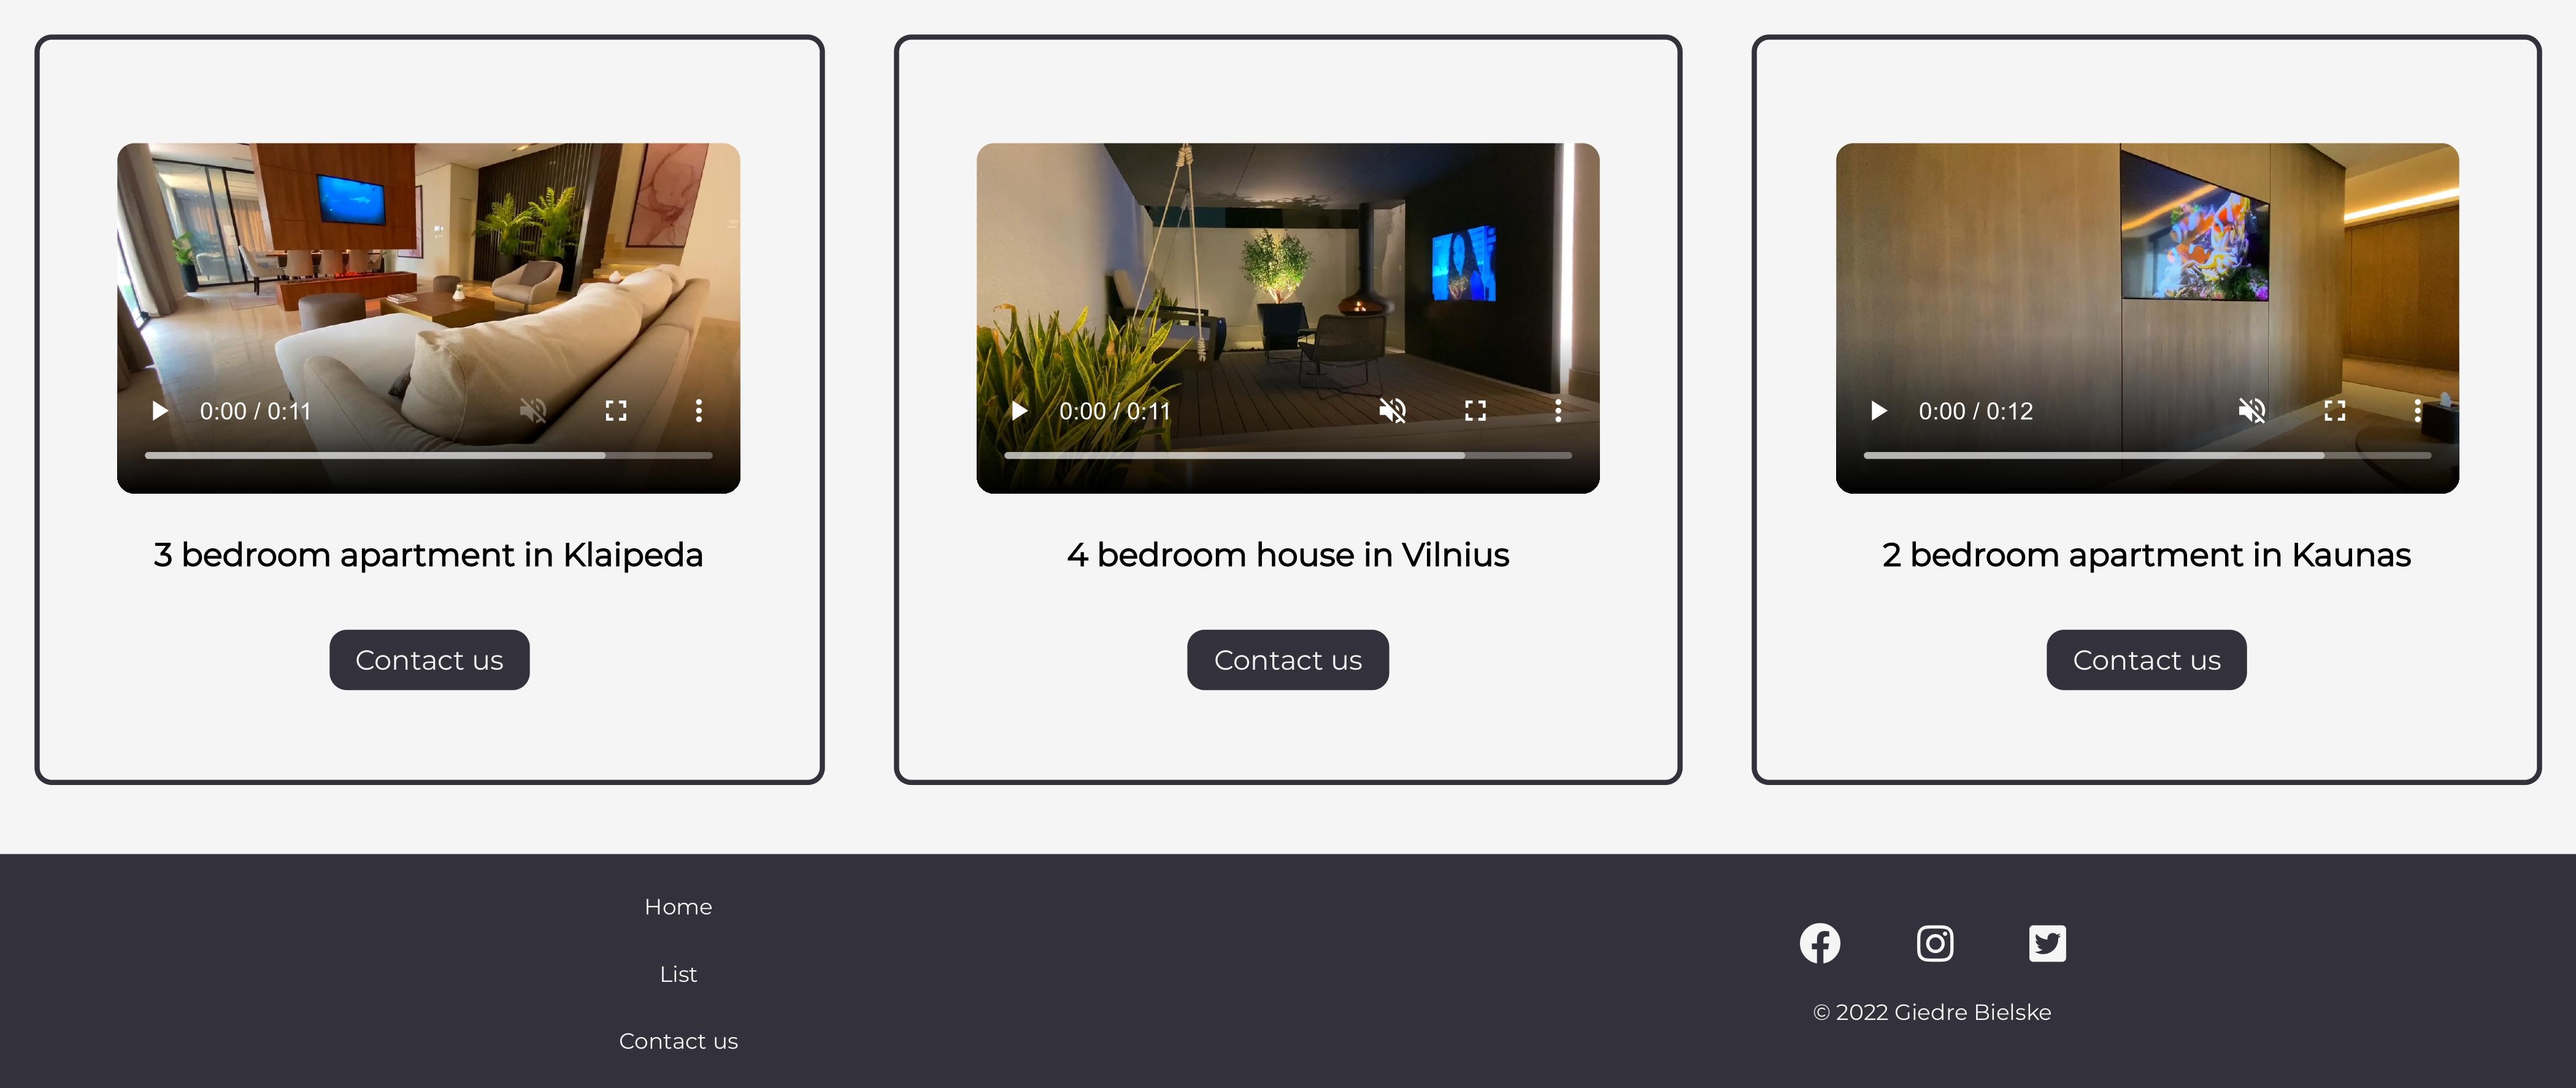 0:00 / 0:11
0:00 / 0:11
0:00 / 0:12
3 bedroom apartment in Klaipeda
4 bedroom house in Vilnius
2 bedroom apartment in Kaunas
Contact us
Contact us
Contact us
Home
List
Contact us
© 2022 Giedre Bielske